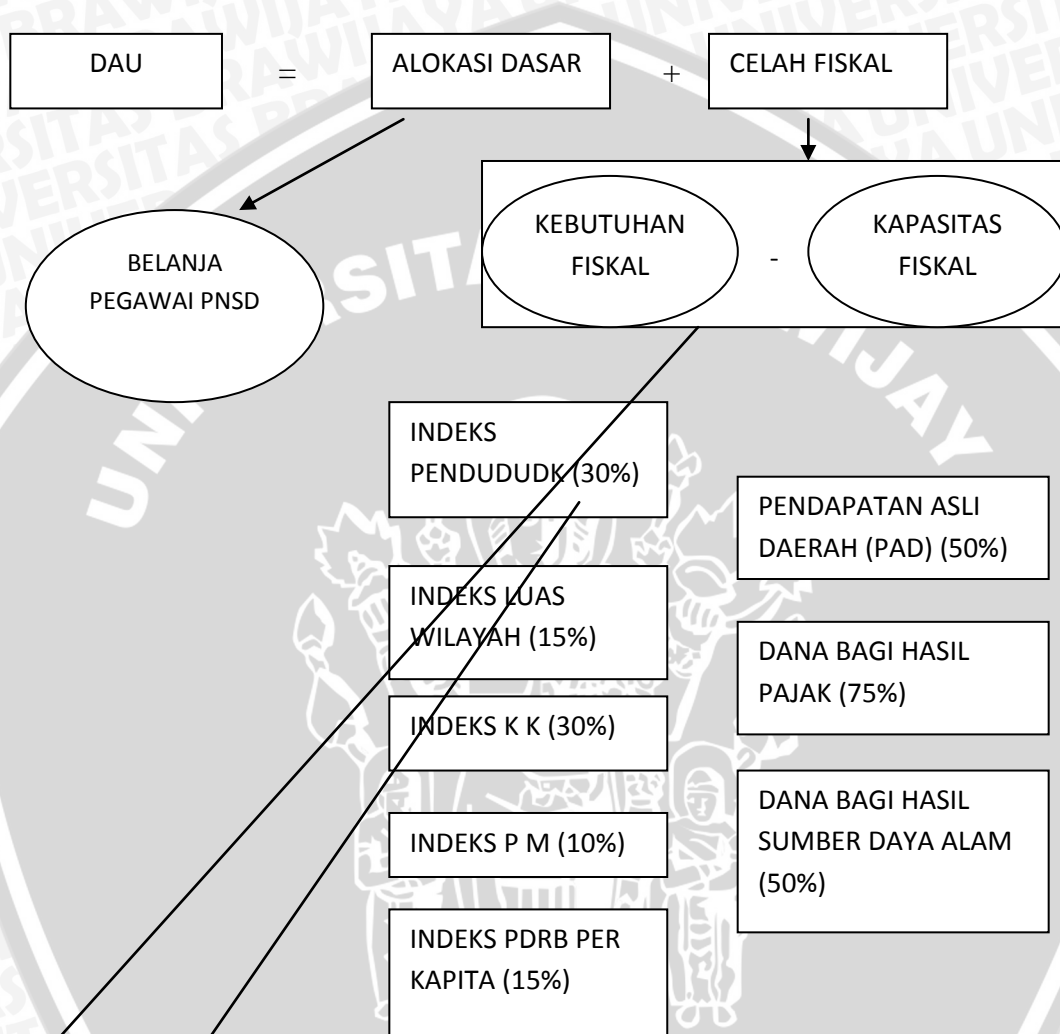 DAU = ALOKASI DASAR + CELAH FISKAL
KEBUTUHAN
FISKAL
-
KAPASITAS
FISKAL
BELANJA
PEGAWAI PNSD
INDEKS
PENDUDUDK (30%)
INDEKS LUAS
WILAYAH (15%)
INDEKS K K (30%)
INDEKS P M (10%)
INDEKS PDRB PER
KAPITA (15%)
PENDAPATAN ASLI
DAERAH (PAD) (50%)
DANA BAGI HASIL
PAJAK (75%)
DANA BAGI HASIL
SUMBER DAYA ALAM
(50%)